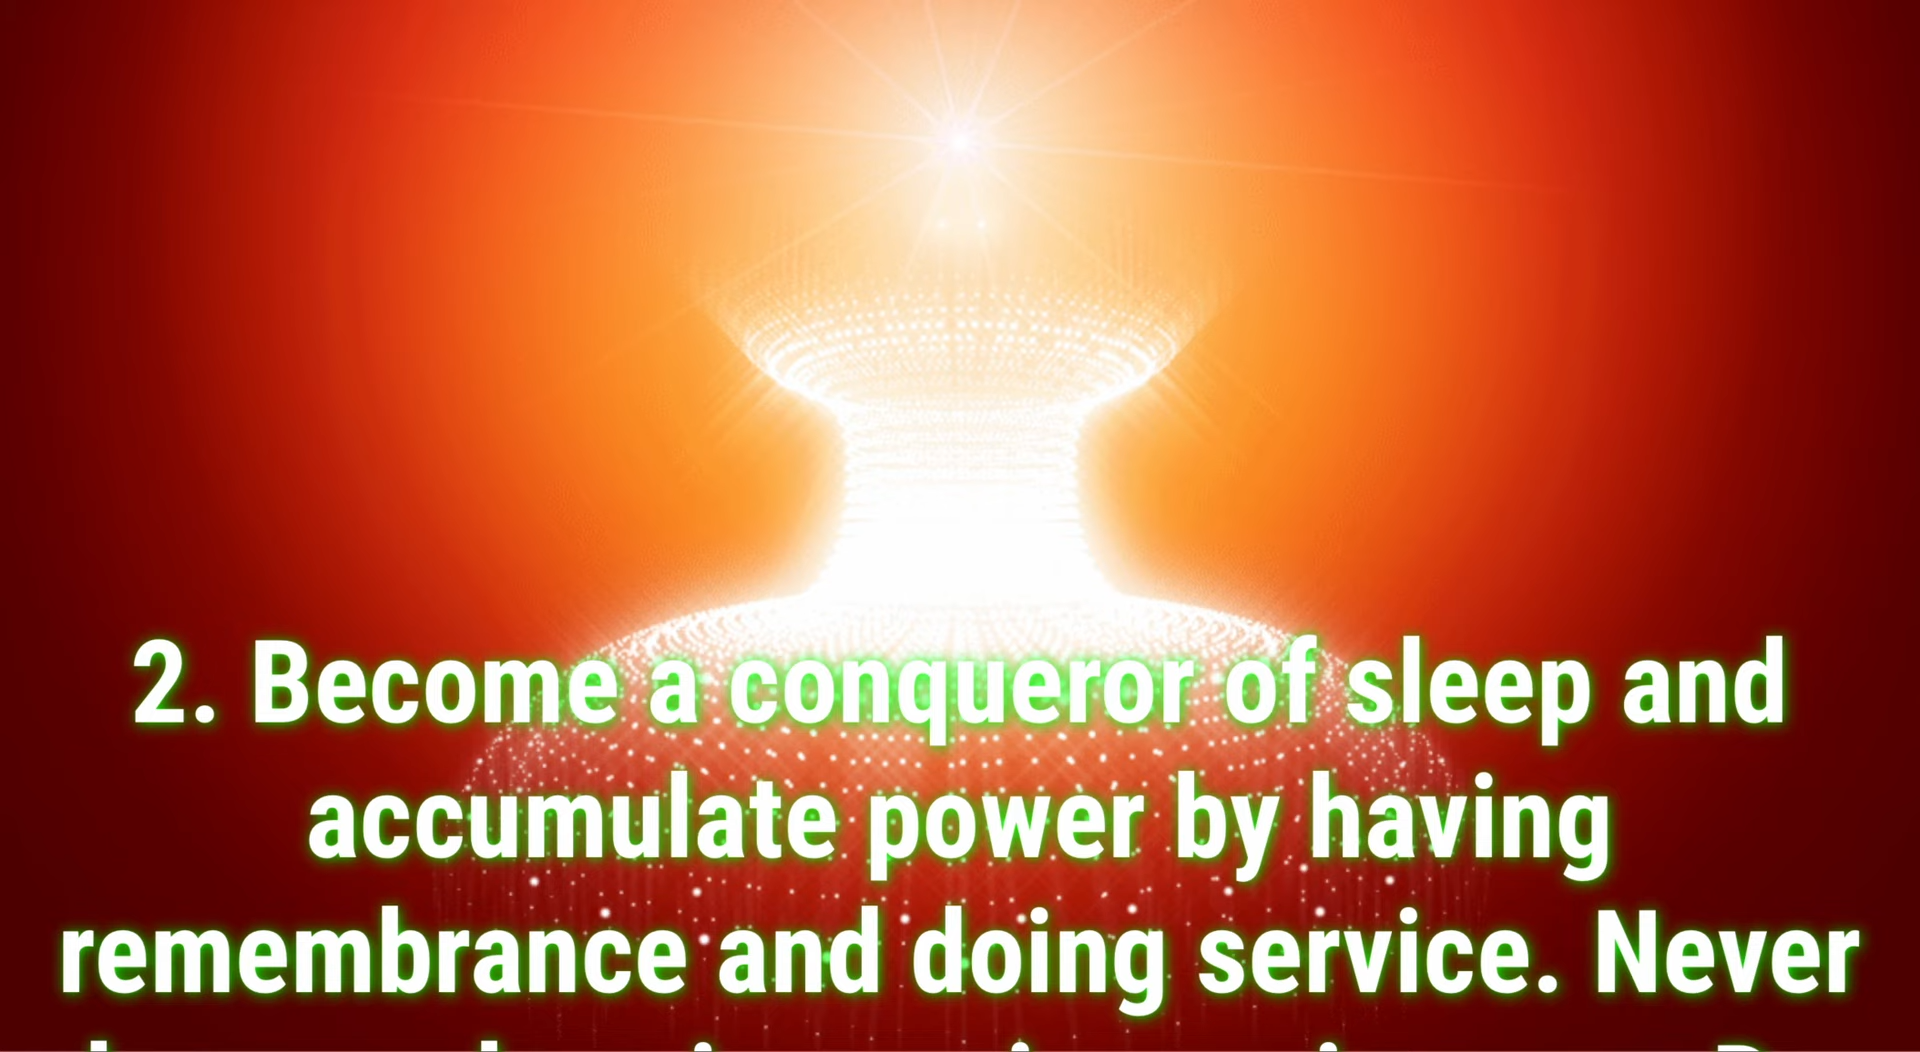 2. Become a conqueror of sleep and
accumulate power by having
remembrance and doing service. Never